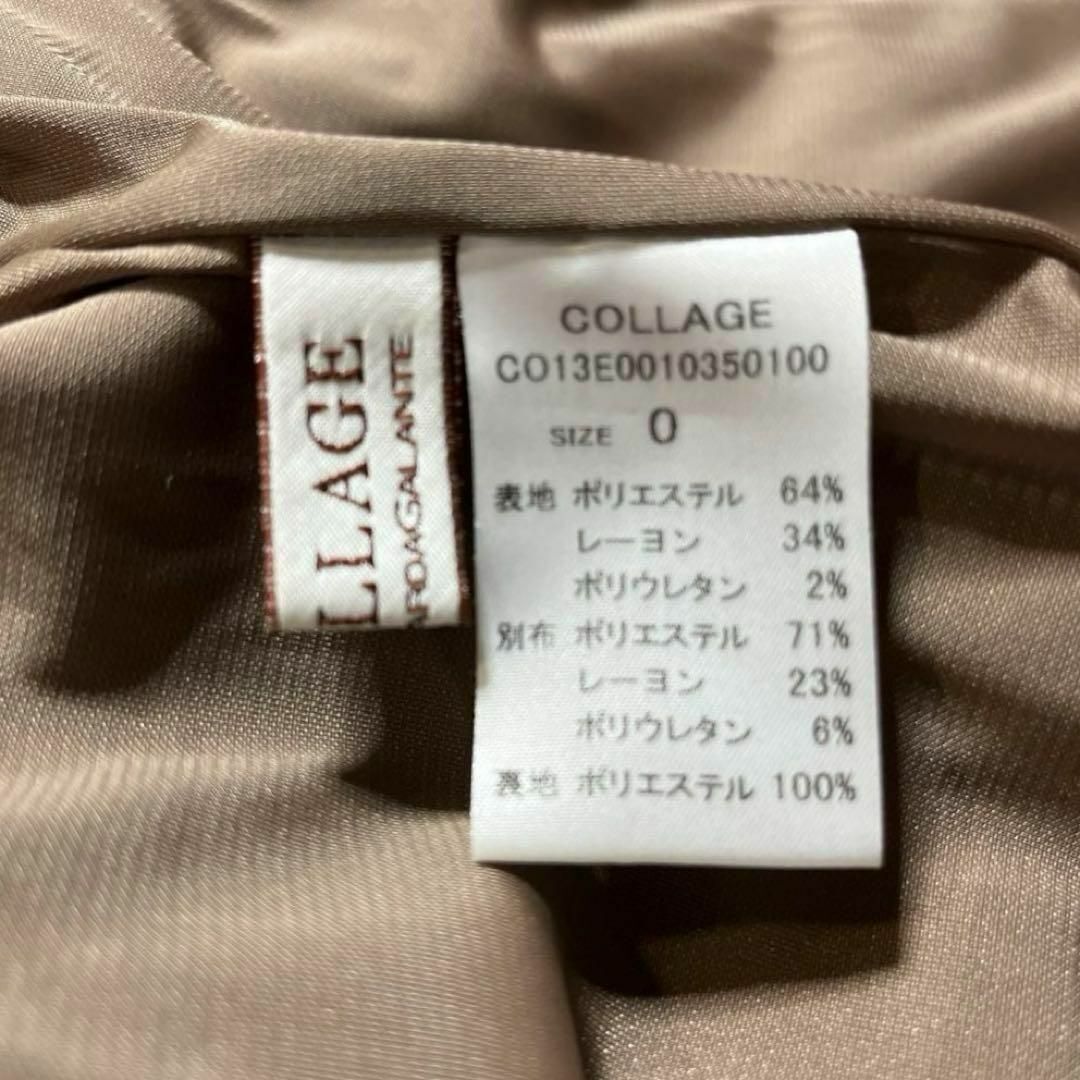 LLAGE
ARDAGALANTE
COLLAGE
CO13E0010350100
SIZE 0
表地 ポリエステル 64%
レーヨン 34%
ポリウレタン 2%
別布 ポリエステル 71%
レーヨン 23%
ポリウレタン 6%
裏地 ポリエステル 100%